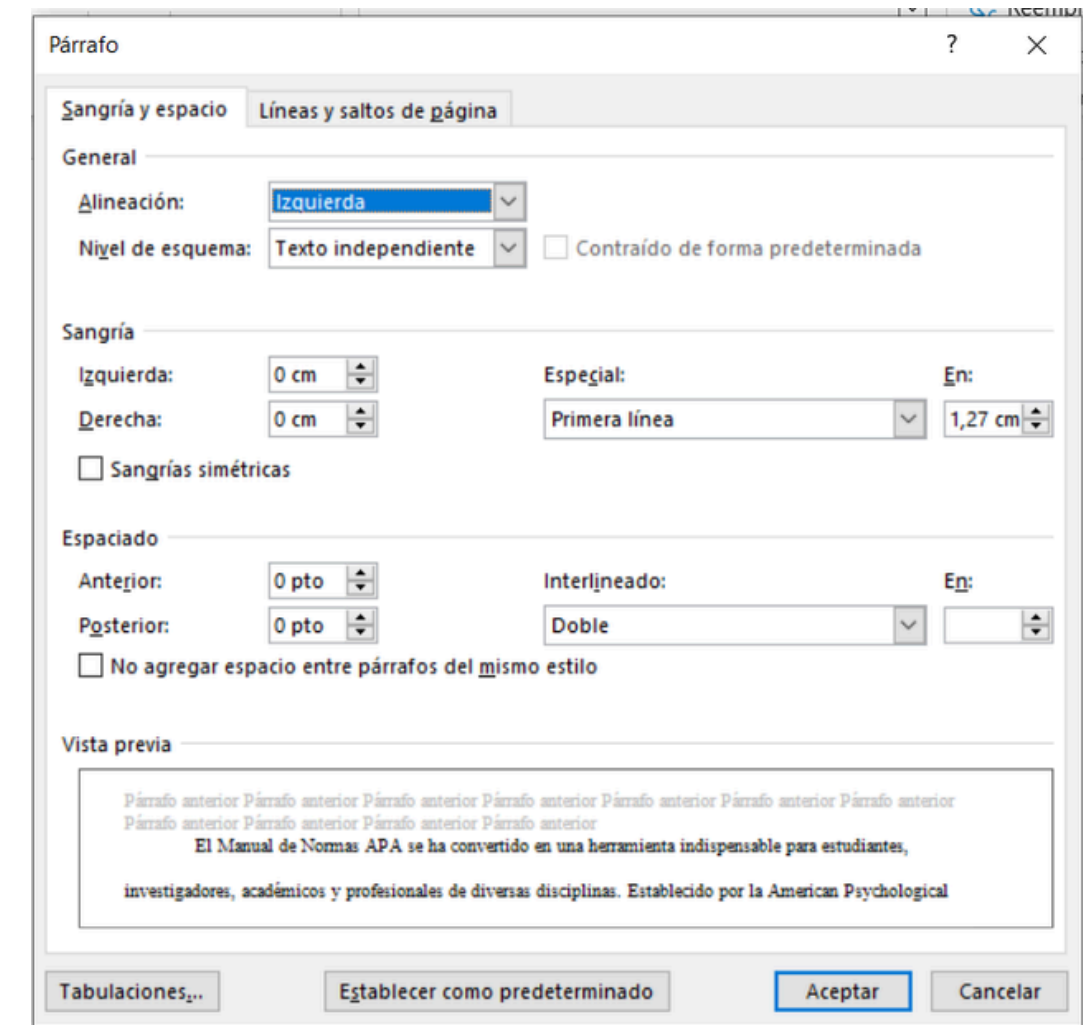 Párrafo ?
Sangría y espacio Líneas y saltos de página
General
Alineación: Izquierda
Nivel de esquema: Texto independiente Contraído de forma predeterminada
Sangría
Izquierda: 0 cm Especial: En:
Derecha: 0 cm Primera línea 1,27 cm
Sangrías simétricas
Espaciado
Anterior: 0 pto Interlineado: En:
Posterior: 0 pto Doble
No agregar espacio entre párrafos del mismo estilo
Vista previa
Párrafo anterior Párrafo anterior Párrafo anterior Párrafo anterior Párrafo anterior Párrafo anterior Párrafo anterior
Párrafo anterior Párrafo anterior Párrafo anterior Párrafo anterior
El Manual de Normas APA se ha convertido en una herramienta indispensable para estudiantes,
investigadores, académicos y profesionales de diversas disciplinas. Establecido por la American Psychological
Tabulaciones... Establecer como predeterminado Aceptar Cancelar